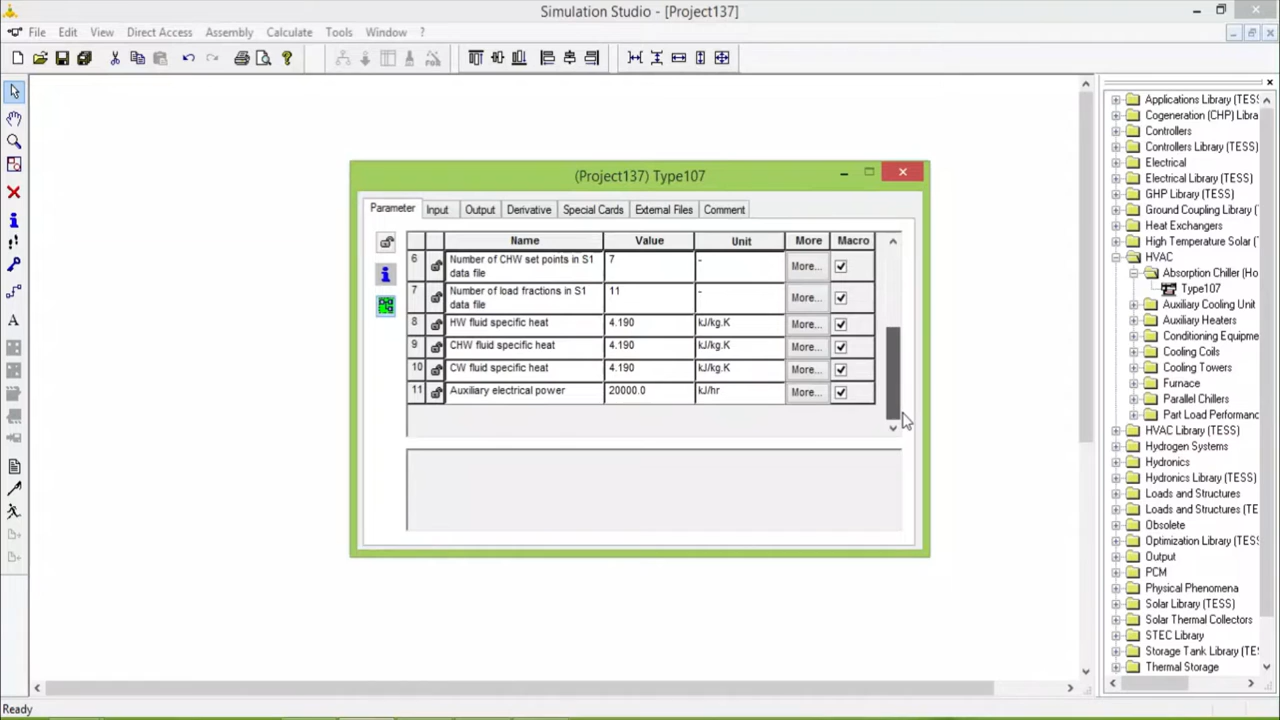 Simulation Studio - [Project137]
File Edit View Direct Access Assembly Calculate Tools Window ?
(Project137) Type107
Parameter Input Output Derivative Special Cards External Files Comment
Name Value Unit More Macro
6 Number of CHW set points in S1 data file 7 - More...
7 Number of load fractions in S1 data file 11 - More...
8 HW fluid specific heat 4.190 kJ/kg.K More...
9 CHW fluid specific heat 4.190 kJ/kg.K More...
10 CW fluid specific heat 4.190 kJ/kg.K More...
11 Auxiliary electrical power 20000.0 kJ/hr More...
Applications Library (TESS
Cogeneration (CHP) Libra
Controllers
Controllers Library (TESS)
Electrical
Electrical Library (TESS)
GHP Library (TESS)
Ground Coupling Library (
Heat Exchangers
High Temperature Solar (
HVAC
Absorption Chiller (Ho
Type107
Auxiliary Cooling Unit
Auxiliary Heaters
Conditioning Equipme
Cooling Coils
Cooling Towers
Furnace
Parallel Chillers
Part Load Performanc
HVAC Library (TESS)
Hydrogen Systems
Hydronics
Hydronics Library (TESS)
Loads and Structures
Loads and Structures (TE
Obsolete
Optimization Library (TESS
Output
PCM
Physical Phenomena
Solar Library (TESS)
Solar Thermal Collectors
STEC Library
Storage Tank Library (TES
Thermal Storage
Ready